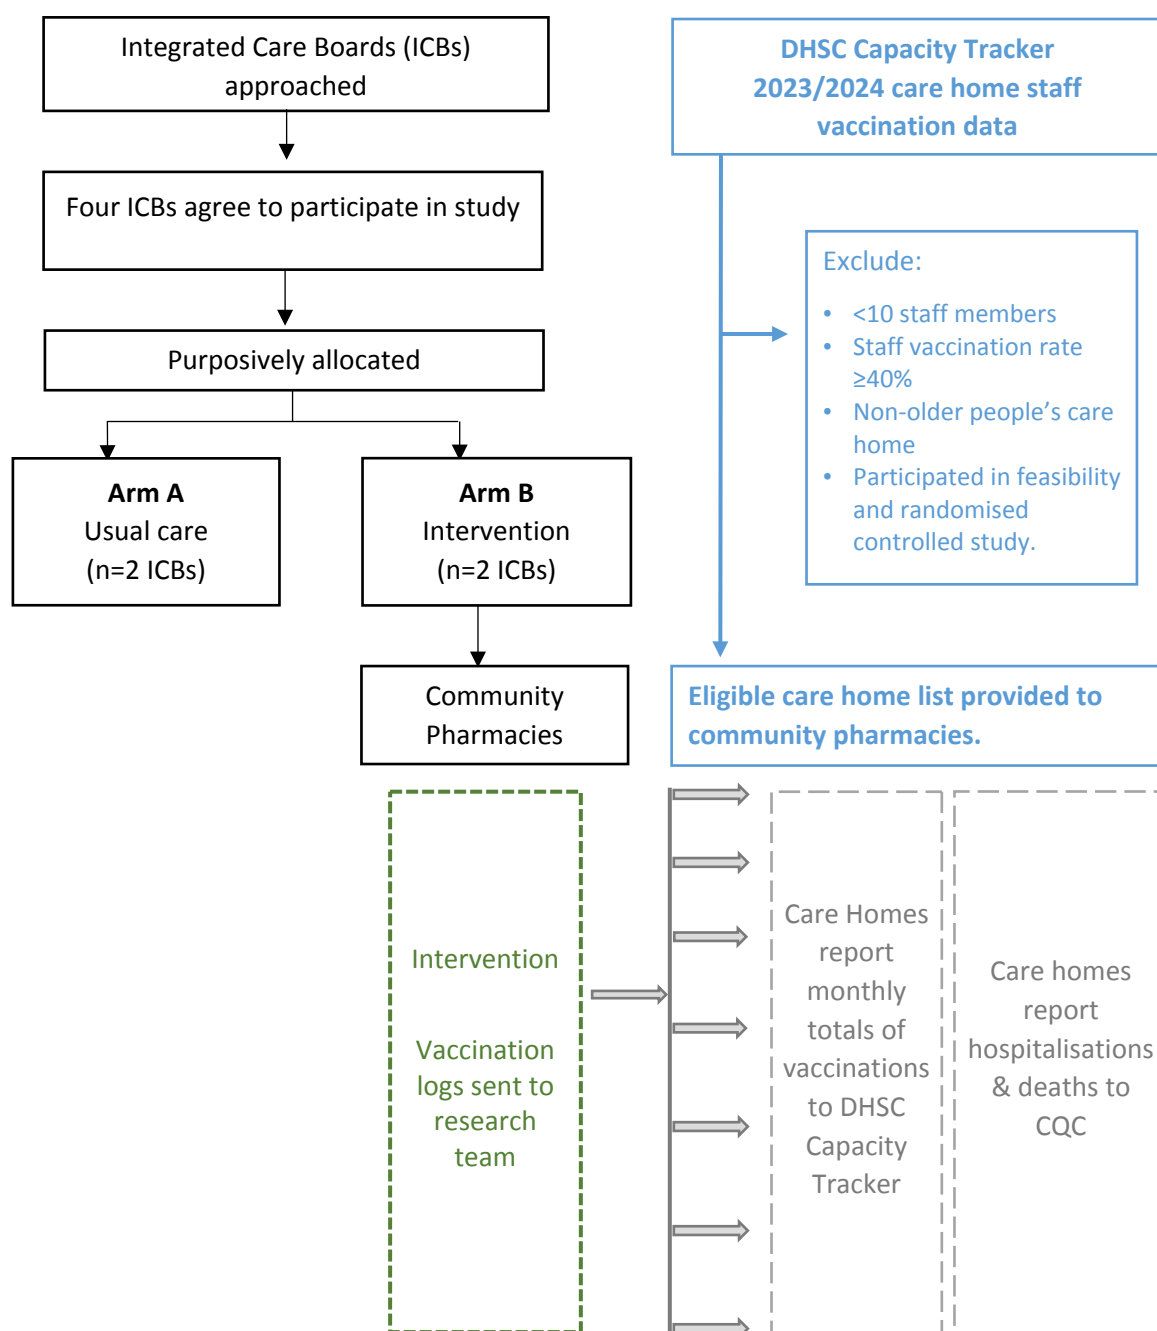 Integrated Care Boards (ICBs)
approached
Four ICBs agree to participate in study
Purposively allocated
Arm A
Usual care
(n=2 ICBs)
Arm B
Intervention
(n=2 ICBs)
Community
Pharmacies
DHSC Capacity Tracker
2023/2024 care home staff
vaccination data
Exclude:
• <10 staff members
• Staff vaccination rate
≥40%
• Non-older people’s care
home
• Participated in feasibility
and randomised
controlled study.
Eligible care home list provided to
community pharmacies.
Intervention
Vaccination
logs sent to
research
team
Care Homes
report
monthly
totals of
vaccinations
to DHSC
Capacity
Tracker
Care homes
report
hospitalisations
& deaths to
CQC